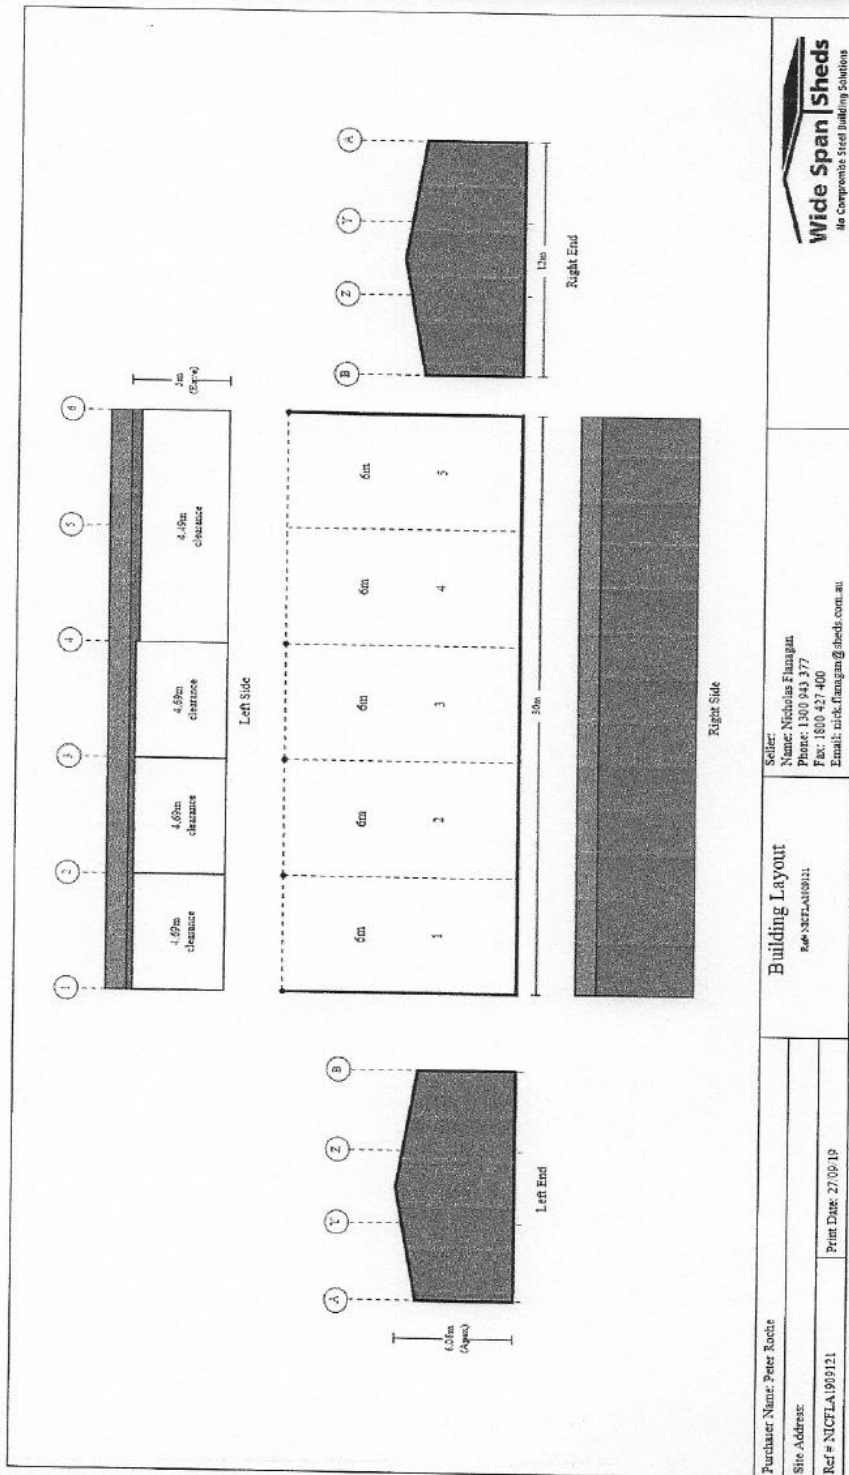 1
2
3
4
5
6
4.69m
clearance
4.69m
clearance
4.69m
clearance
4.49m
clearance
5m
(Eave)
Left Side
A
Y
Z
B
6.06m
(Apex)
Left End
6m
6m
6m
6m
6m
1
2
3
4
5
30m
B
Z
Y
A
12m
Right End
Right Side
Purchaser Name: Peter Roche
Site Address:
Ref # NICFLA1909121
Print Date: 27/09/19
Building Layout
Ref# NICFLA1909121
Seller:
Name: Nicholas Flanagan
Phone: 1300 943 377
Fax: 1800 427 400
Email: nick.flanagan@sheds.com.au
Wide Span Sheds
No Compromise Steel Building Solutions